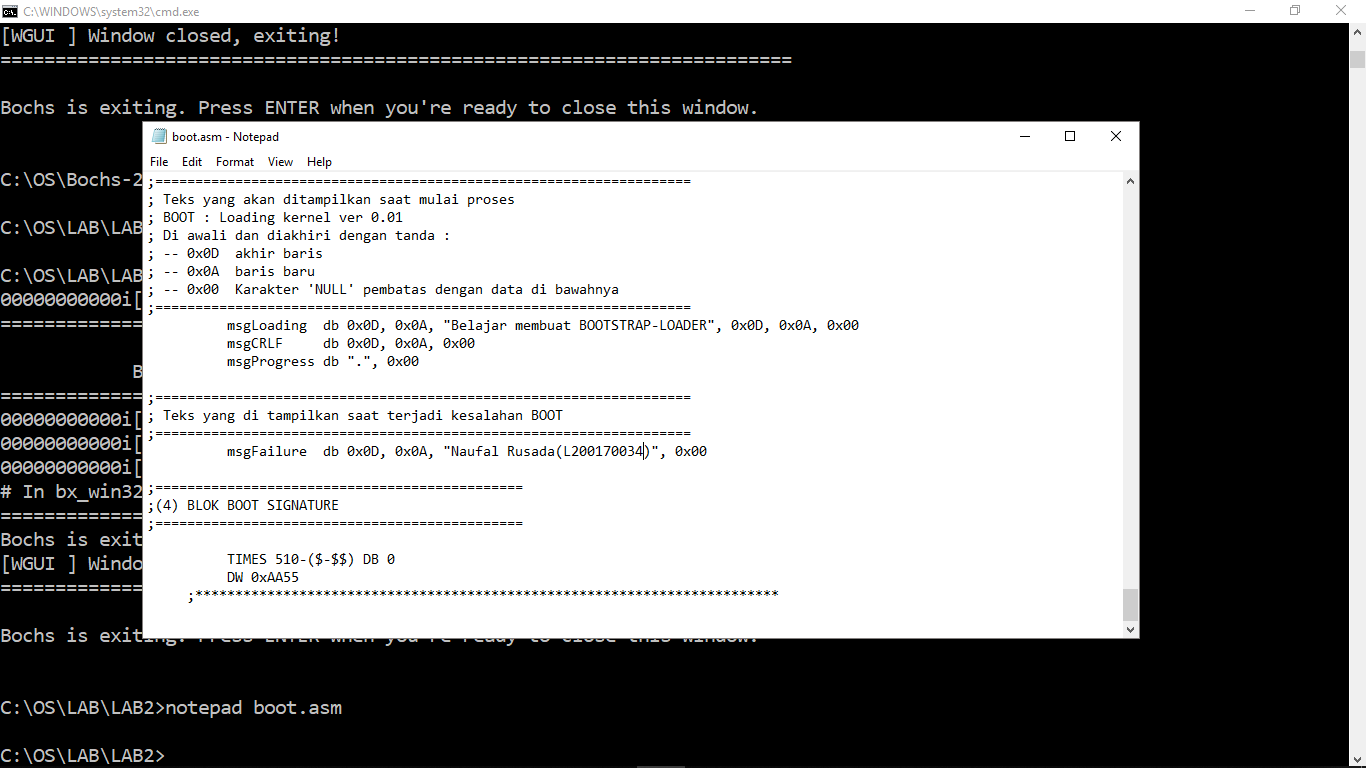 C:\WINDOWS\system32\cmd.exe
[WGUI ] Window closed, exiting!
========================================================================
Bochs is exiting. Press ENTER when you're ready to close this window.
boot.asm - Notepad
File Edit Format View Help
;===================================================================
; Teks yang akan ditampilkan saat mulai proses
; BOOT : Loading kernel ver 0.01
; Di awali dan diakhiri dengan tanda :
; -- 0x0D  akhir baris
; -- 0x0A  baris baru
; -- 0x00  Karakter 'NULL' pembatas dengan data di bawahnya
;===================================================================
msgLoading  db 0x0D, 0x0A, "Belajar membuat BOOTSTRAP-LOADER", 0x0D, 0x0A, 0x00
msgCRLF     db 0x0D, 0x0A, 0x00
msgProgress db ".", 0x00
;===================================================================
; Teks yang di tampilkan saat terjadi kesalahan BOOT
;===================================================================
msgFailure  db 0x0D, 0x0A, "Naufal Rusada(L200170034)", 0x00
;==============================================
;(4) BLOK BOOT SIGNATURE
;==============================================
TIMES 510-($-$$) DB 0
DW 0xAA55
;*************************************************************************
C:\OS\Bochs-2
C:\OS\LAB\LAB
C:\OS\LAB\LAB
00000000000i[
=============
B
=============
00000000000i[
00000000000i[
00000000000i[
# In bx_win32
=============
Bochs is exit
[WGUI ] Windo
=============
Bochs is exiting. Press ENTER when you're ready to close this window.
C:\OS\LAB\LAB2>notepad boot.asm
C:\OS\LAB\LAB2>